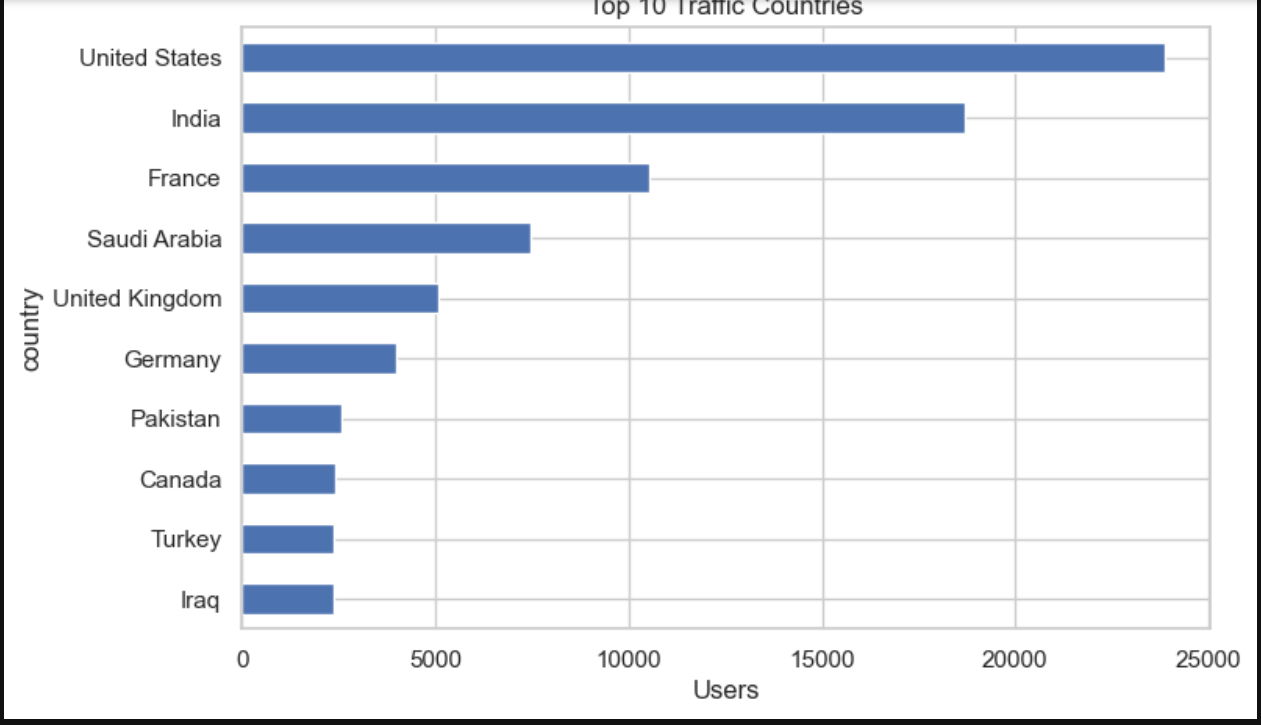 Top 10 Traffic Countries
United States
India
France
Saudi Arabia
United Kingdom
Germany
Pakistan
Canada
Turkey
Iraq
country
0 5000 10000 15000 20000 25000
Users